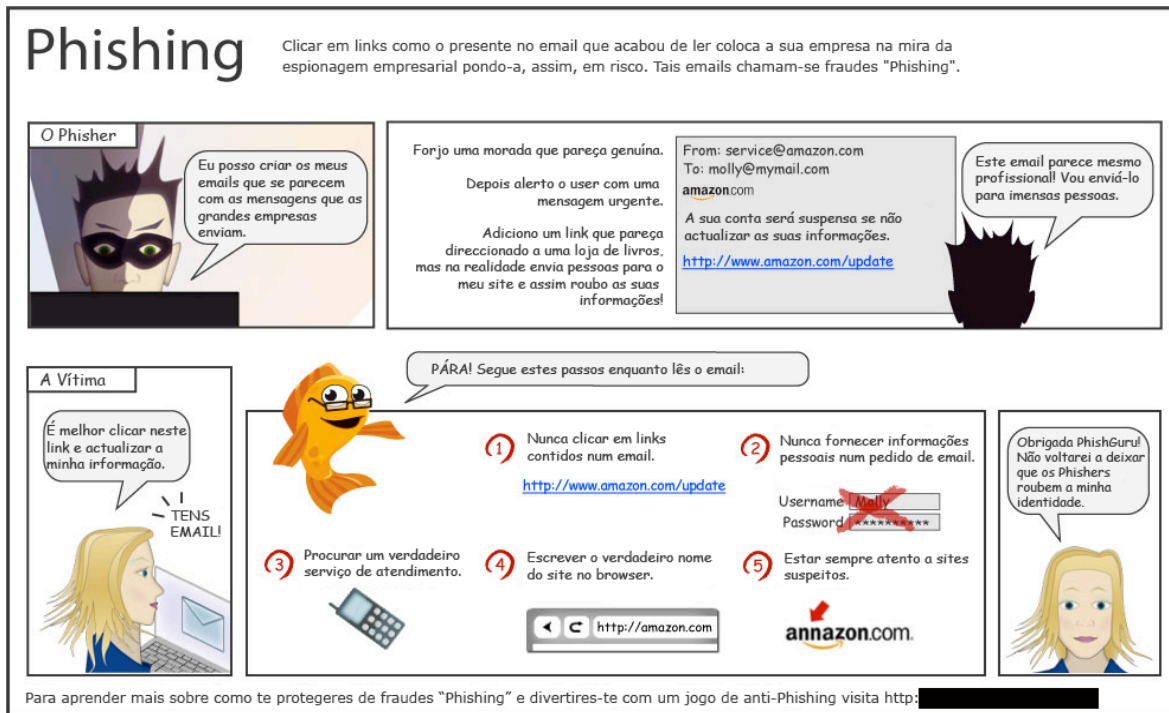 Phishing
Clicar em links como o presente no email que acabou de ler coloca a sua empresa na mira da
espionagem empresarial pondo-a, assim, em risco. Tais emails chamam-se fraudes "Phishing".
O Phisher
Eu posso criar os meus
emails que se parecem
com as mensagens que as
grandes empresas
enviam.
Forjo uma morada que pareça genuína.
Depois alerto o user com uma
mensagem urgente.
Adiciono um link que pareça
direccionado a uma loja de livros,
mas na realidade envia pessoas para o
meu site e assim roubo as suas
informações!
From: service@amazon.com
To: molly@mymail.com
amazon.com
A sua conta será suspensa se não
actualizar as suas informações.
http://www.amazon.com/update
Este email parece mesmo
profissional! Vou enviá-lo
para imensas pessoas.
A Vítima
É melhor clicar neste
link e actualizar a
minha irformação.
TENS
EMAIL!
PÁRA! Segue estes passos enquanto lês o email:
1
Nunca clicar em links
contidos num email.
http://www.amazon.com/update
2
Nunca fornecer informações
pessoais num pedido de email.
Username Molly
Password **********
3
Procurar um verdadeiro
serviço de atendimento.
4
Escrever o verdadeiro nome
do site no browser.
http://amazon.com
5
Estar sempre atento a sites
suspeitos.
annazon.com.
Obrigada PhishGuru!
Não voltarei a deixar
que os Phishers
roubem a minha
identidade.
Para aprender mais sobre como te protegeres de fraudes “Phishing” e divertires-te com um jogo de anti-Phishing visita http: